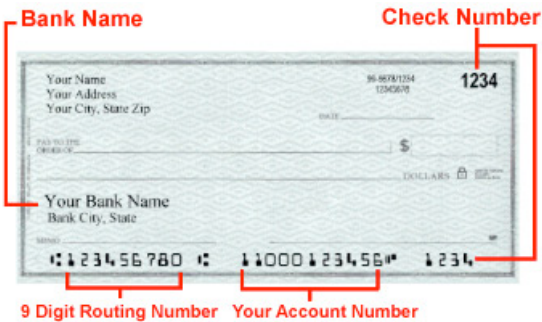 Bank Name
Check Number
Your Name
Your Address
Your City, State Zip
1234
DATE
PAY TO THE
ORDER OF
$
DOLLARS
Your Bank Name
Bank City, State
MEMO
⑆123456780⑆ 11000123456⑈ 1234
9 Digit Routing Number Your Account Number